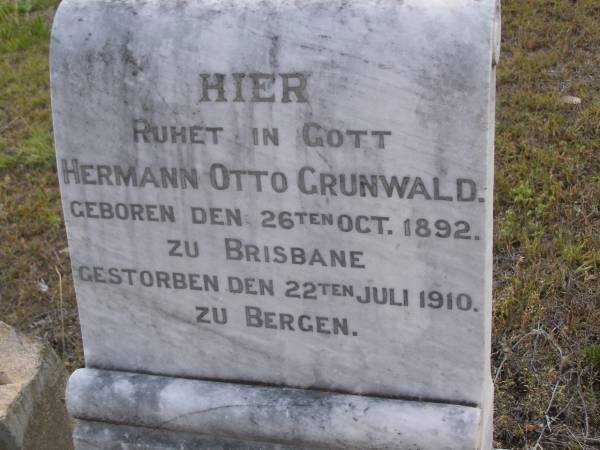 HIER
RUHET IN GOTT
HERMANN OTTO GRUNWALD.
GEBOREN DEN 26TEN OCT. 1892.
ZU BRISBANE
GESTORBEN DEN 22TEN JULI 1910.
ZU BERGEN.